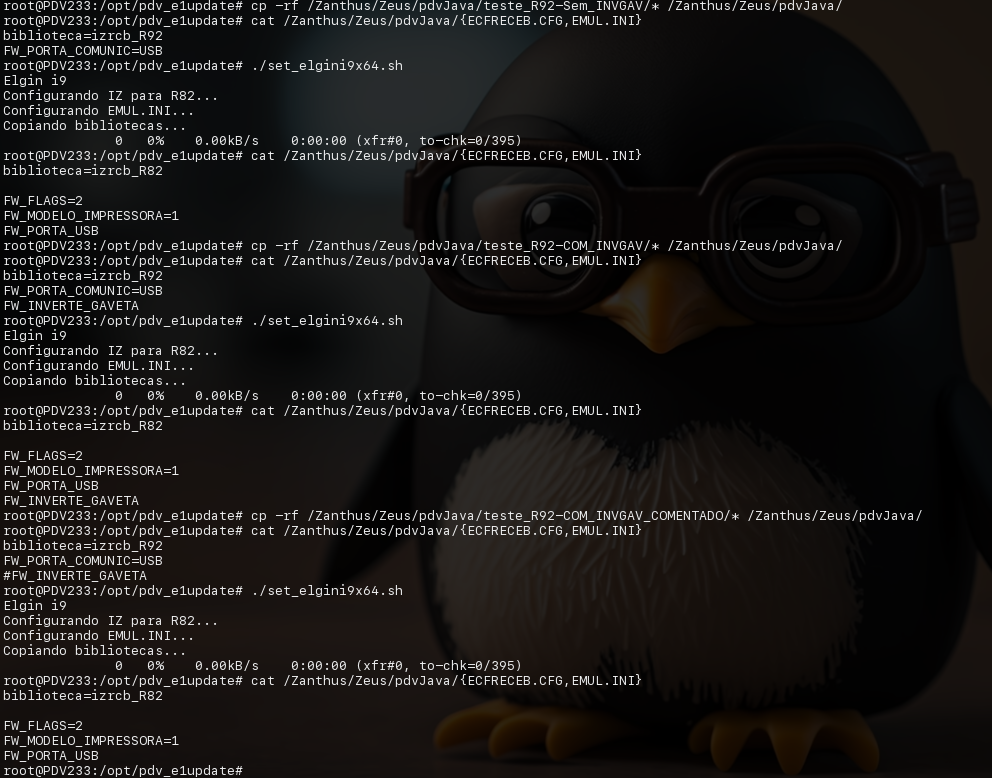 root@PDV233:/opt/pdv_e1update# cp -rf /Zanthus/Zeus/pdvJava/teste_R92-Sem_INVGAV/* /Zanthus/Zeus/pdvJava/
root@PDV233:/opt/pdv_e1update# cat /Zanthus/Zeus/pdvJava/{ECFRECEB.CFG,EMUL.INI}
biblioteca=izrcb_R92
FW_PORTA_COMUNIC=USB
root@PDV233:/opt/pdv_e1update# ./set_elgini9x64.sh
Elgin i9
Configurando IZ para R82...
Configurando EMUL.INI...
Copiando bibliotecas...
              0   0%    0.00kB/s    0:00:00 (xfr#0, to-chk=0/395)
root@PDV233:/opt/pdv_e1update# cat /Zanthus/Zeus/pdvJava/{ECFRECEB.CFG,EMUL.INI}
biblioteca=izrcb_R82

FW_FLAGS=2
FW_MODELO_IMPRESSORA=1
FW_PORTA_USB
root@PDV233:/opt/pdv_e1update# cp -rf /Zanthus/Zeus/pdvJava/teste_R92-COM_INVGAV/* /Zanthus/Zeus/pdvJava/
root@PDV233:/opt/pdv_e1update# cat /Zanthus/Zeus/pdvJava/{ECFRECEB.CFG,EMUL.INI}
biblioteca=izrcb_R92
FW_PORTA_COMUNIC=USB
FW_INVERTE_GAVETA
root@PDV233:/opt/pdv_e1update# ./set_elgini9x64.sh
Elgin i9
Configurando IZ para R82...
Configurando EMUL.INI...
Copiando bibliotecas...
              0   0%    0.00kB/s    0:00:00 (xfr#0, to-chk=0/395)
root@PDV233:/opt/pdv_e1update# cat /Zanthus/Zeus/pdvJava/{ECFRECEB.CFG,EMUL.INI}
biblioteca=izrcb_R82

FW_FLAGS=2
FW_MODELO_IMPRESSORA=1
FW_PORTA_USB
FW_INVERTE_GAVETA
root@PDV233:/opt/pdv_e1update# cp -rf /Zanthus/Zeus/pdvJava/teste_R92-COM_INVGAV_COMENTADO/* /Zanthus/Zeus/pdvJava/
root@PDV233:/opt/pdv_e1update# cat /Zanthus/Zeus/pdvJava/{ECFRECEB.CFG,EMUL.INI}
biblioteca=izrcb_R92
FW_PORTA_COMUNIC=USB
#FW_INVERTE_GAVETA
root@PDV233:/opt/pdv_e1update# ./set_elgini9x64.sh
Elgin i9
Configurando IZ para R82...
Configurando EMUL.INI...
Copiando bibliotecas...
              0   0%    0.00kB/s    0:00:00 (xfr#0, to-chk=0/395)
root@PDV233:/opt/pdv_e1update# cat /Zanthus/Zeus/pdvJava/{ECFRECEB.CFG,EMUL.INI}
biblioteca=izrcb_R82

FW_FLAGS=2
FW_MODELO_IMPRESSORA=1
FW_PORTA_USB
root@PDV233:/opt/pdv_e1update#